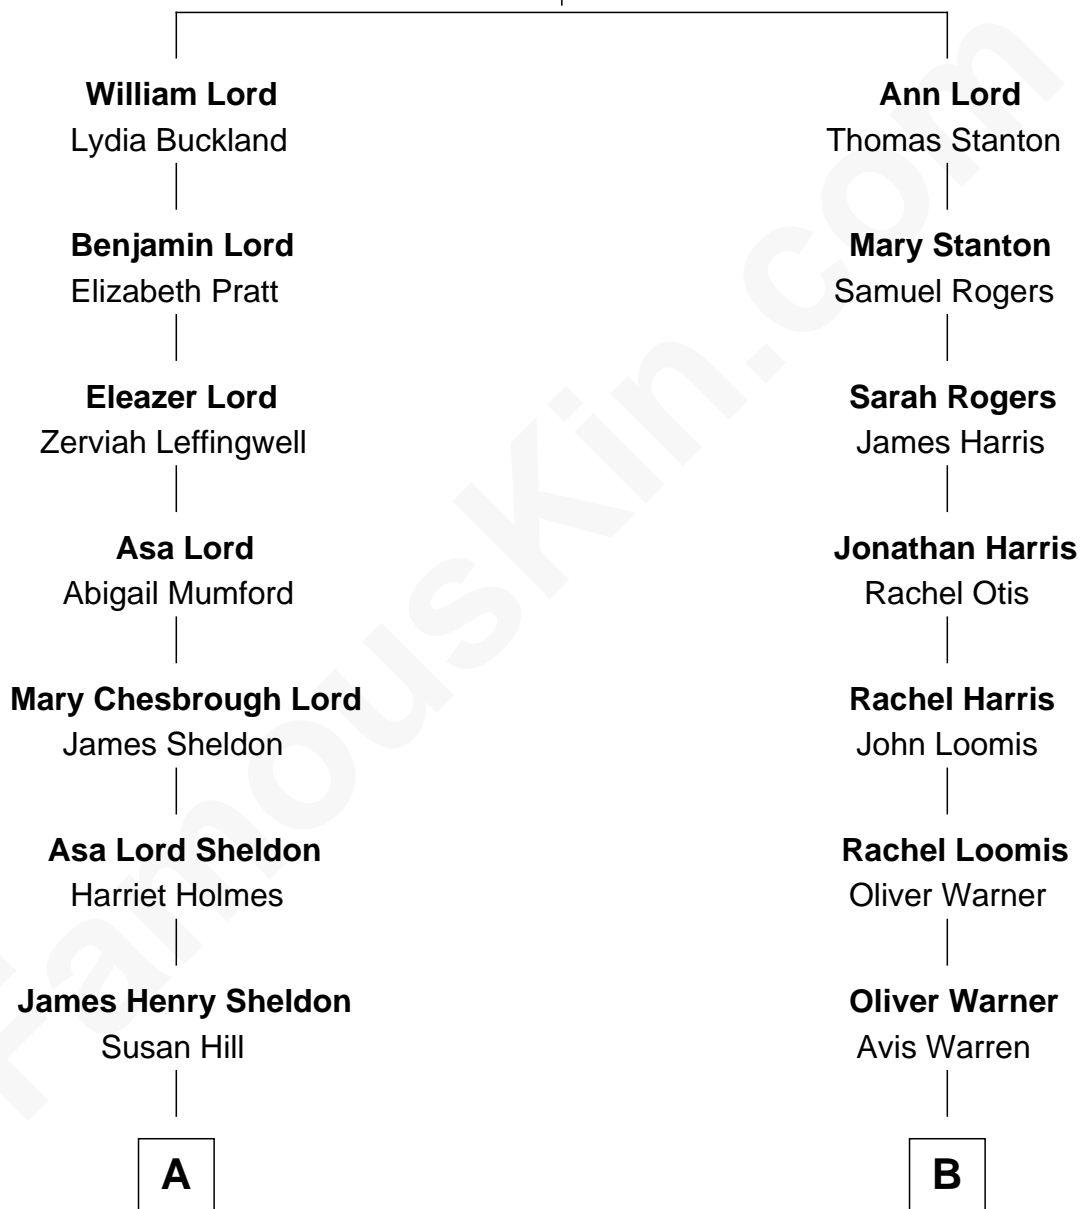 William Lord
Lydia Buckland
Benjamin Lord
Elizabeth Pratt
Eleazer Lord
Zerviah Leffingwell
Asa Lord
Abigail Mumford
Mary Chesbrough Lord
James Sheldon
Asa Lord Sheldon
Harriet Holmes
James Henry Sheldon
Susan Hill
A
Ann Lord
Thomas Stanton
Mary Stanton
Samuel Rogers
Sarah Rogers
James Harris
Jonathan Harris
Rachel Otis
Rachel Harris
John Loomis
Rachel Loomis
Oliver Warner
Oliver Warner
Avis Warren
B
FamousKin.com